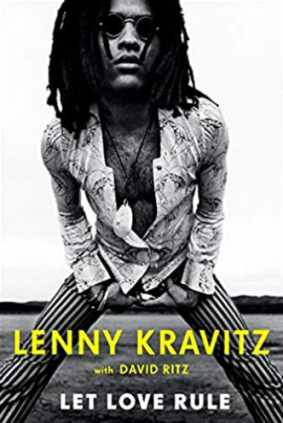 LENNY KRAVITZ
with DAVID RITZ
LET LOVE RULE